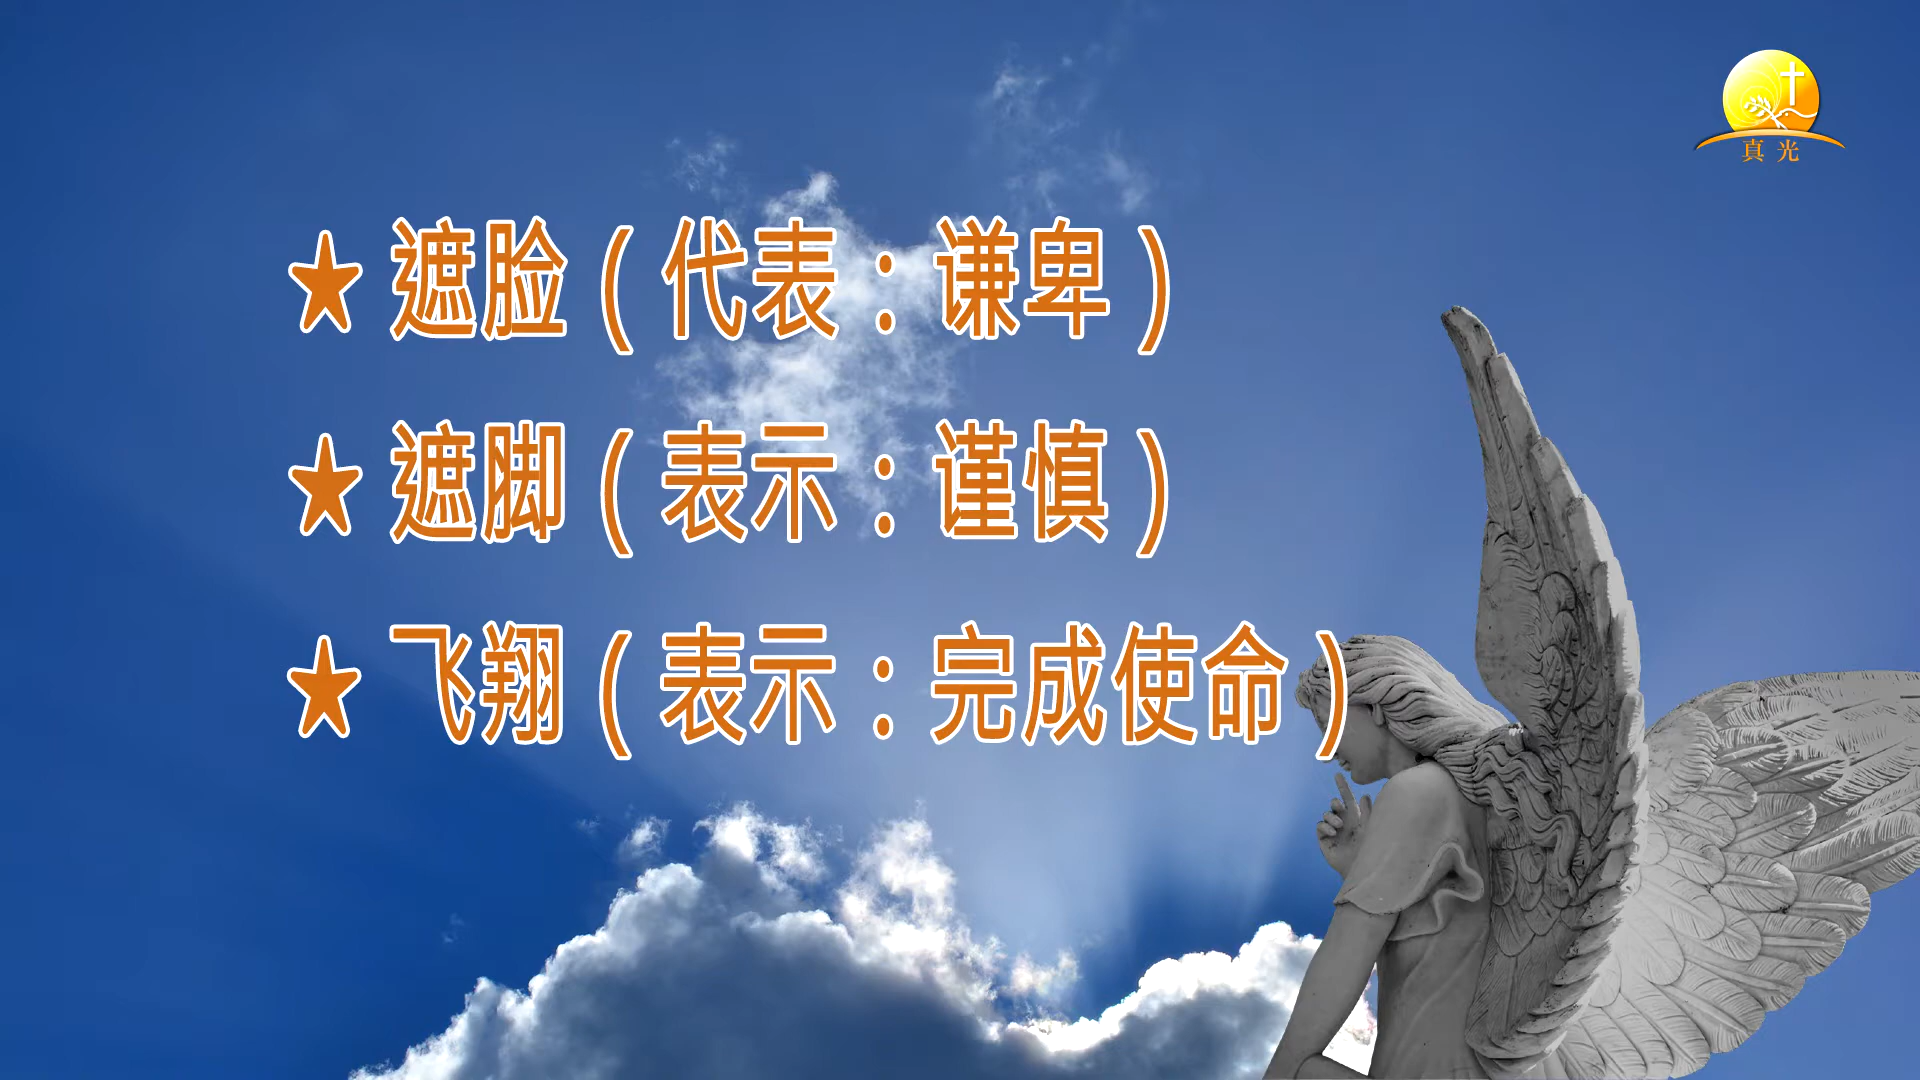 真光
★ 遮脸（代表：谦卑）
★ 遮脚（表示：谨慎）
★ 飞翔（表示：完成使命）